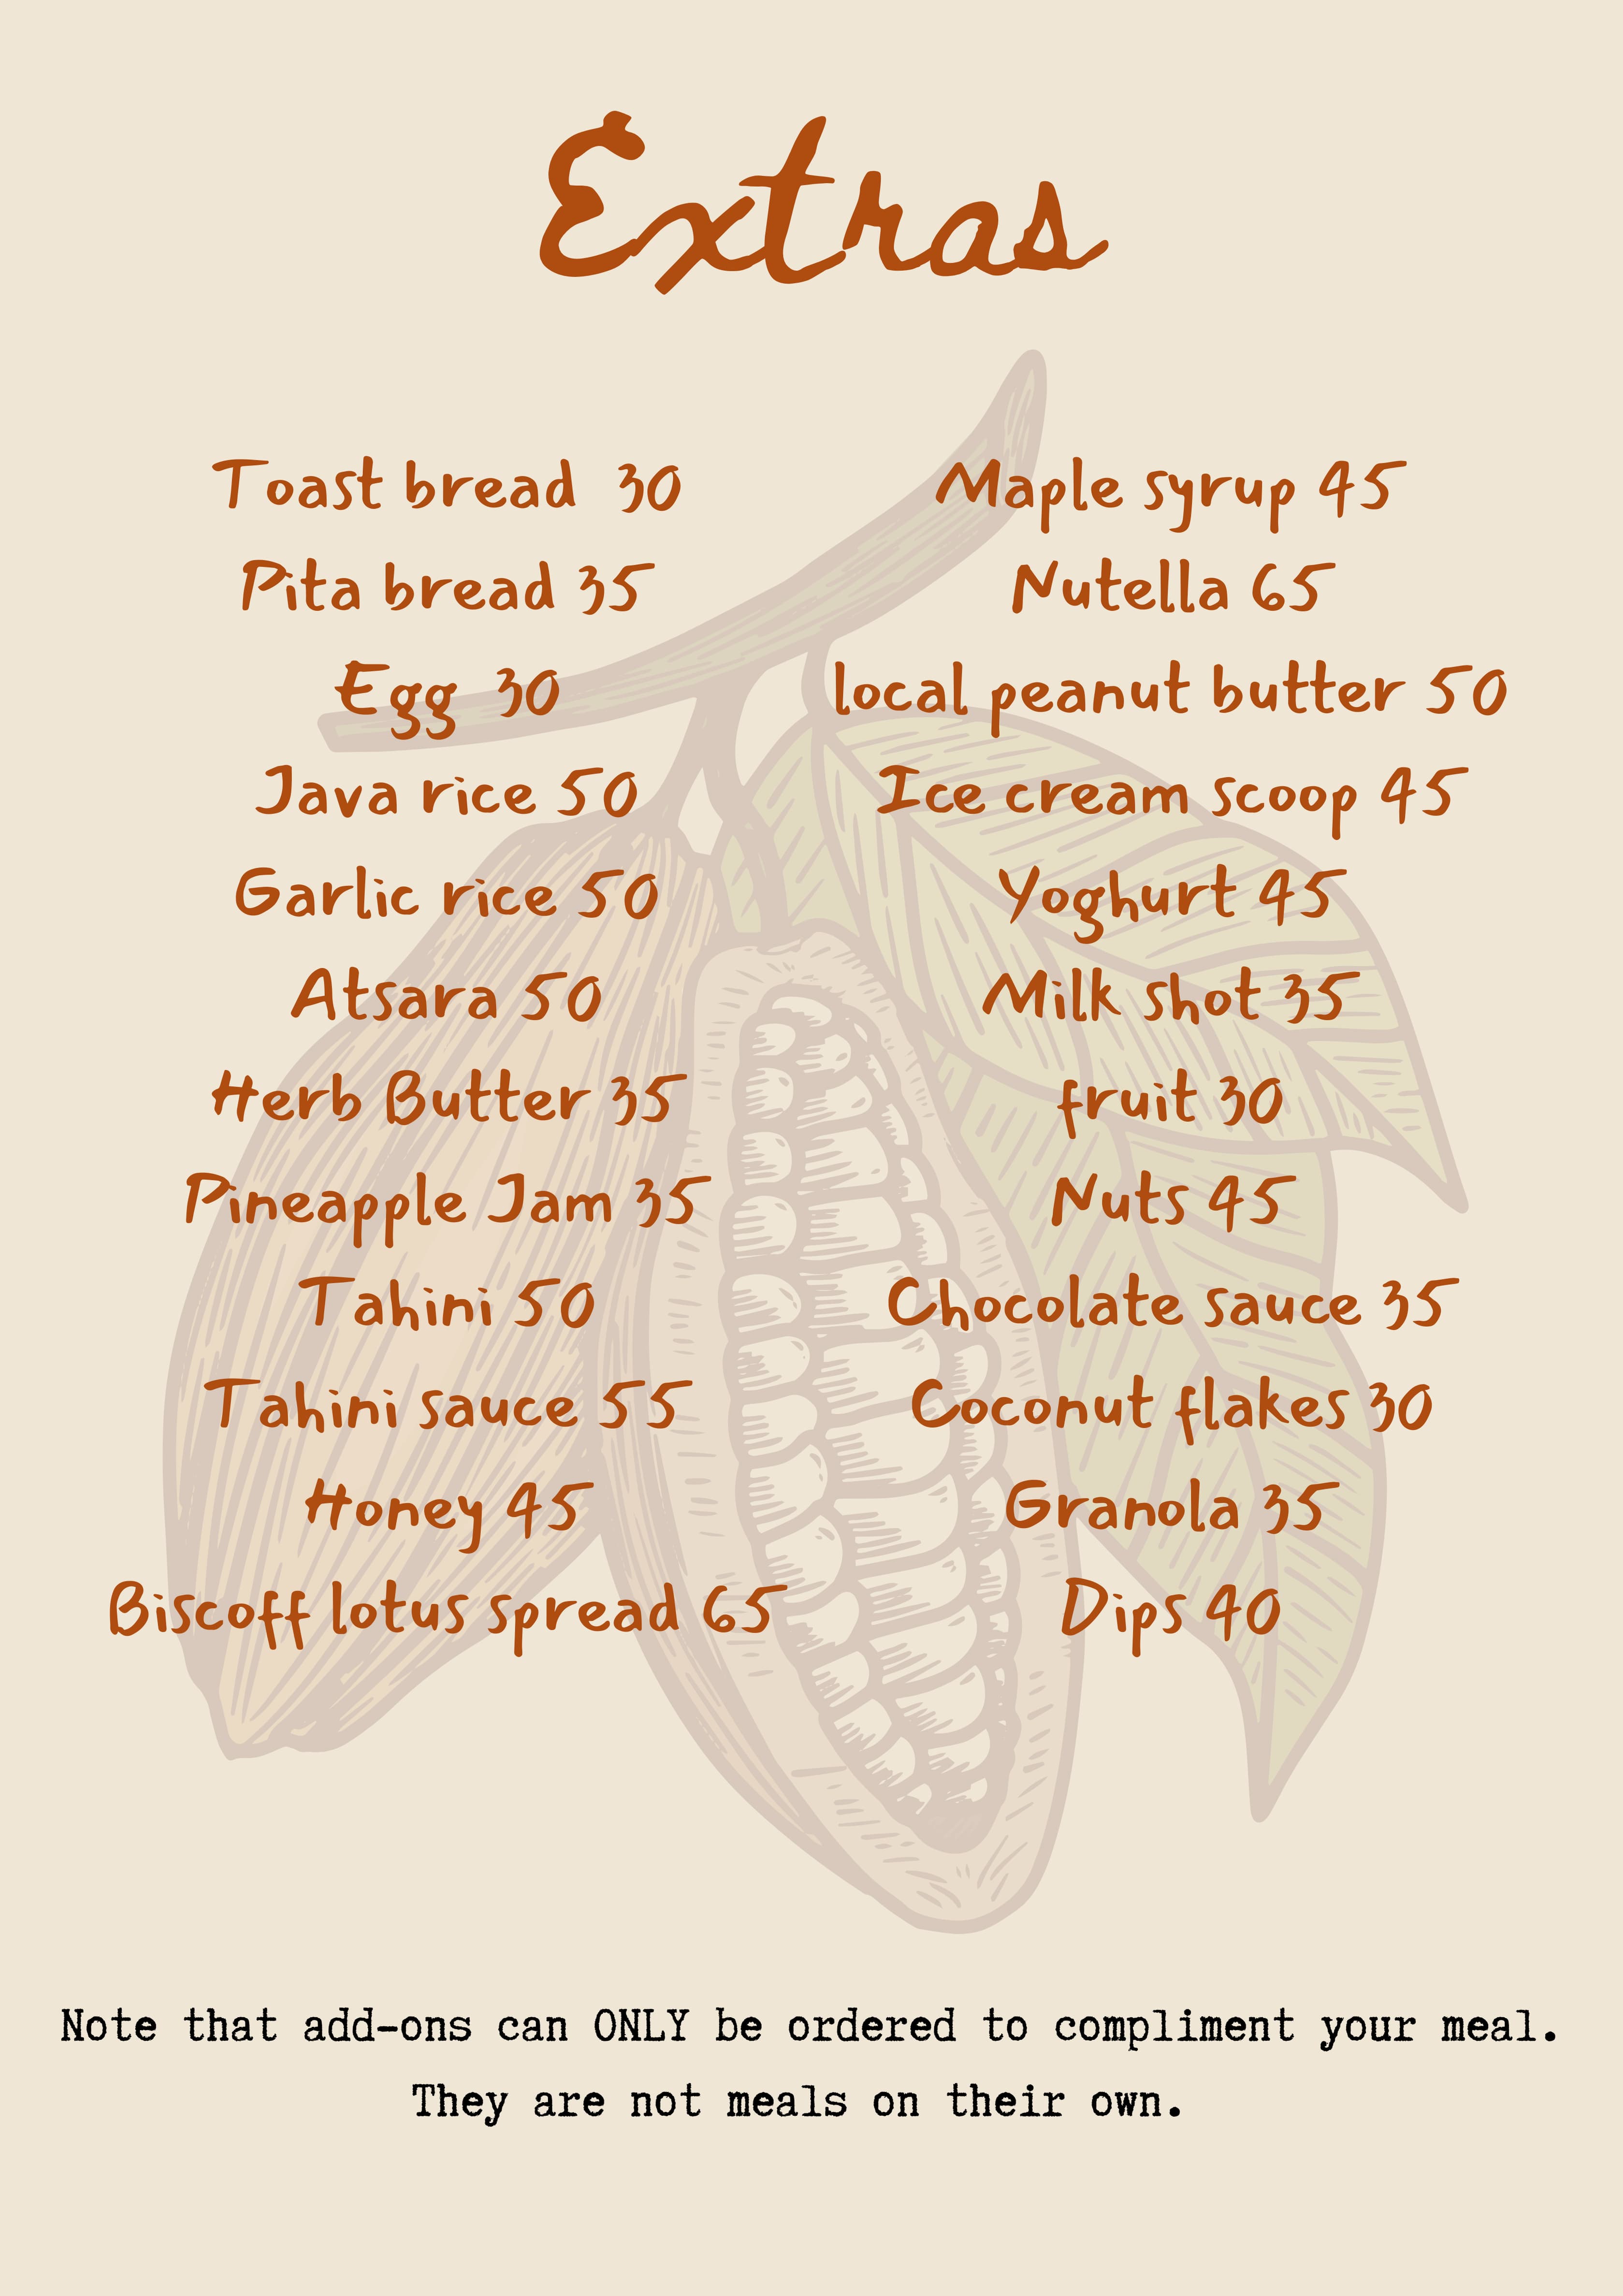 Extras
Toast bread 30
Pita bread 35
Egg 30
Java rice 50
Garlic rice 50
Atsara 50
Herb Butter 35
Pineapple Jam 35
Tahini 50
Tahini sauce 55
Honey 45
Biscoff lotus spread 65
Maple syrup 45
Nutella 65
local peanut butter 50
Ice cream scoop 45
Yoghurt 45
Milk shot 35
fruit 30
Nuts 45
Chocolate sauce 35
Coconut flakes 30
Granola 35
Dips 40
Note that add-ons can ONLY be ordered to compliment your meal.
They are not meals on their own.